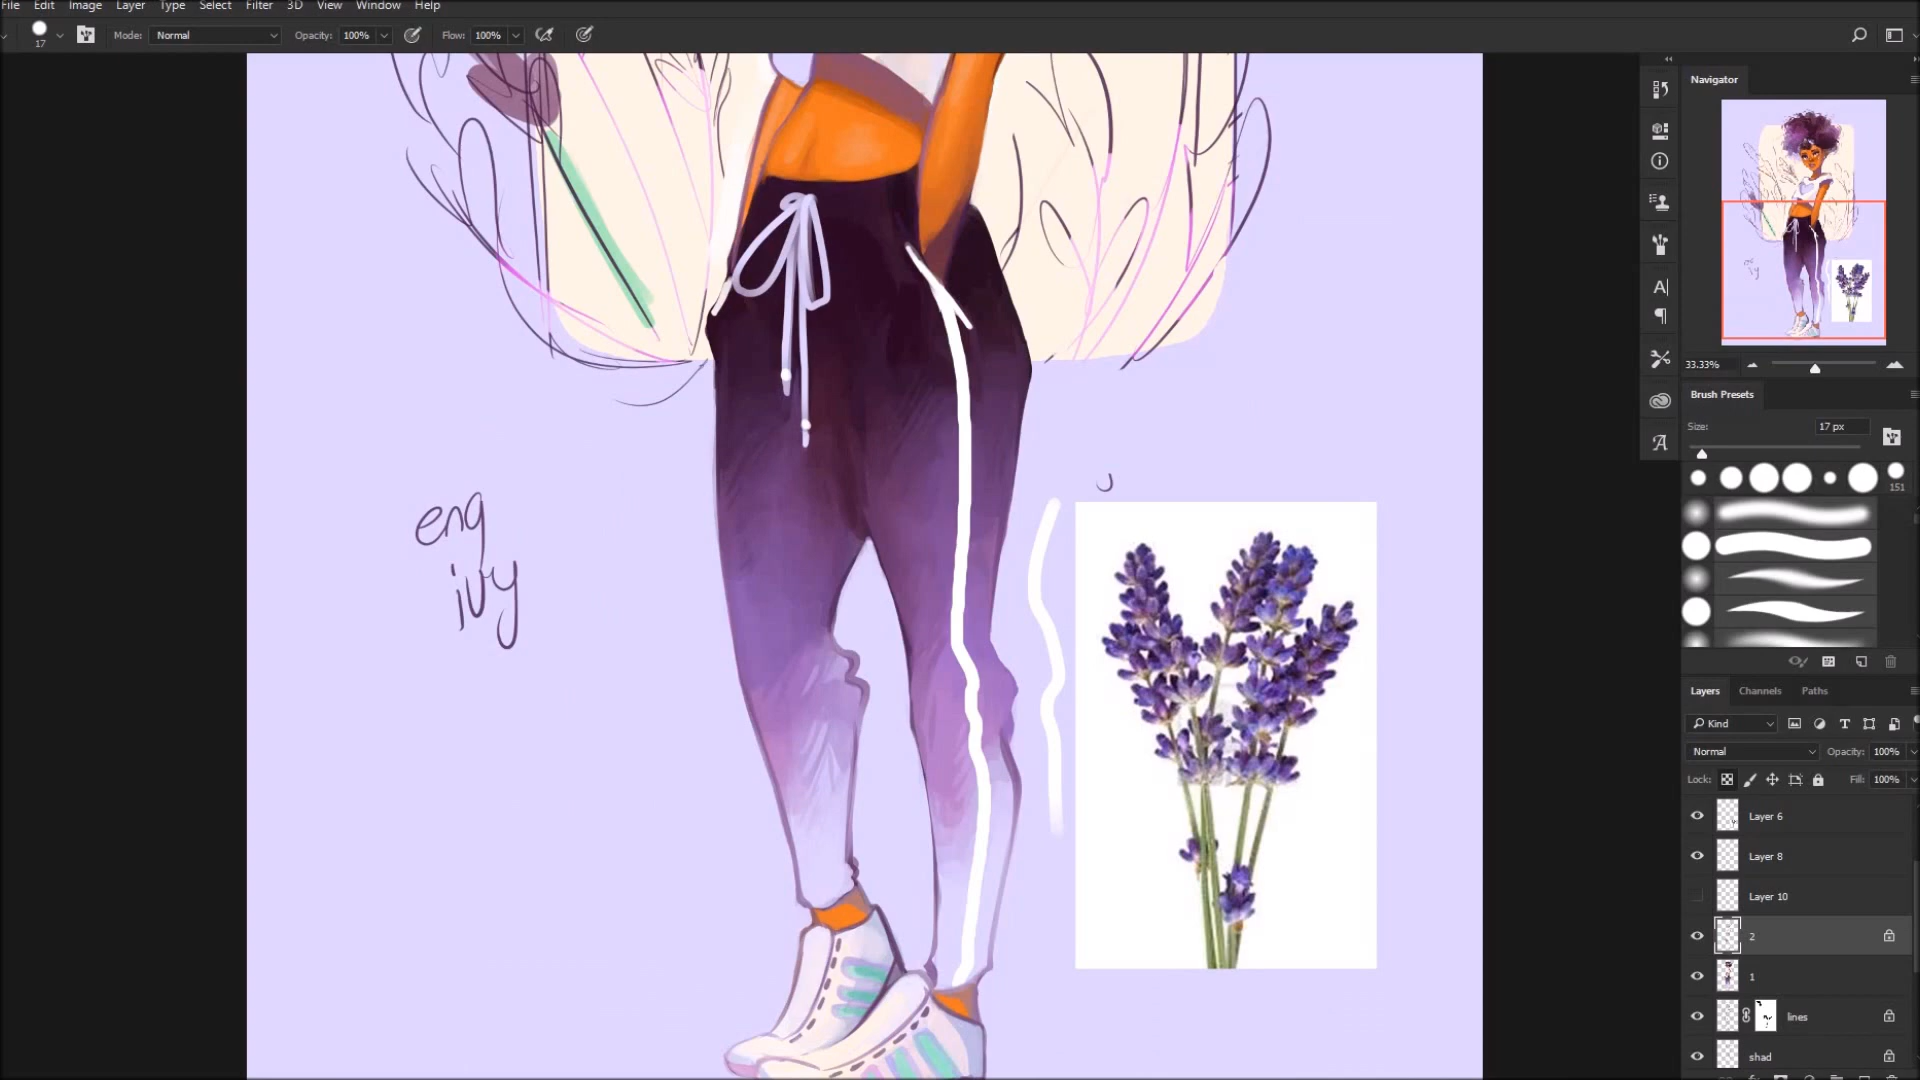 File Edit Image Layer Type Select Filter 3D View Window Help
17 Mode: Normal Opacity: 100% Flow: 100%
Navigator
33.33%
Brush Presets
Size: 17 px
151
eng
ivy
A
A
Layers Channels Paths
Kind T
Normal Opacity: 100%
Lock: Fill: 100%
Layer 6
Layer 8
Layer 10
2
1
lines
shad